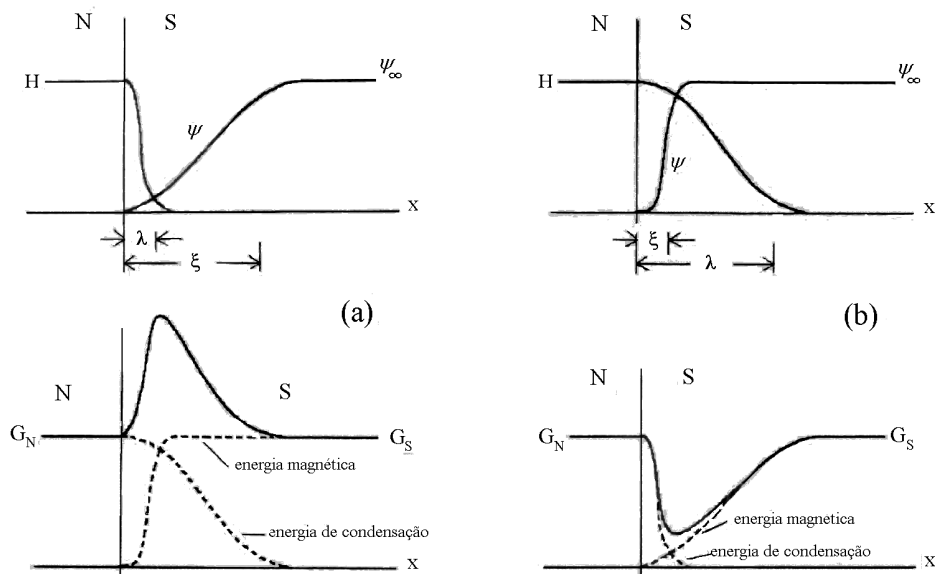 N S
H
ψ∞
ψ
x
λ
ξ
(a)
N S
H
ψ∞
ψ
x
ξ
λ
(b)
N S
G_N
G_S
energia magnética
energia de condensação
x
N S
G_N
G_S
energia magnetica
energia de condensação
x